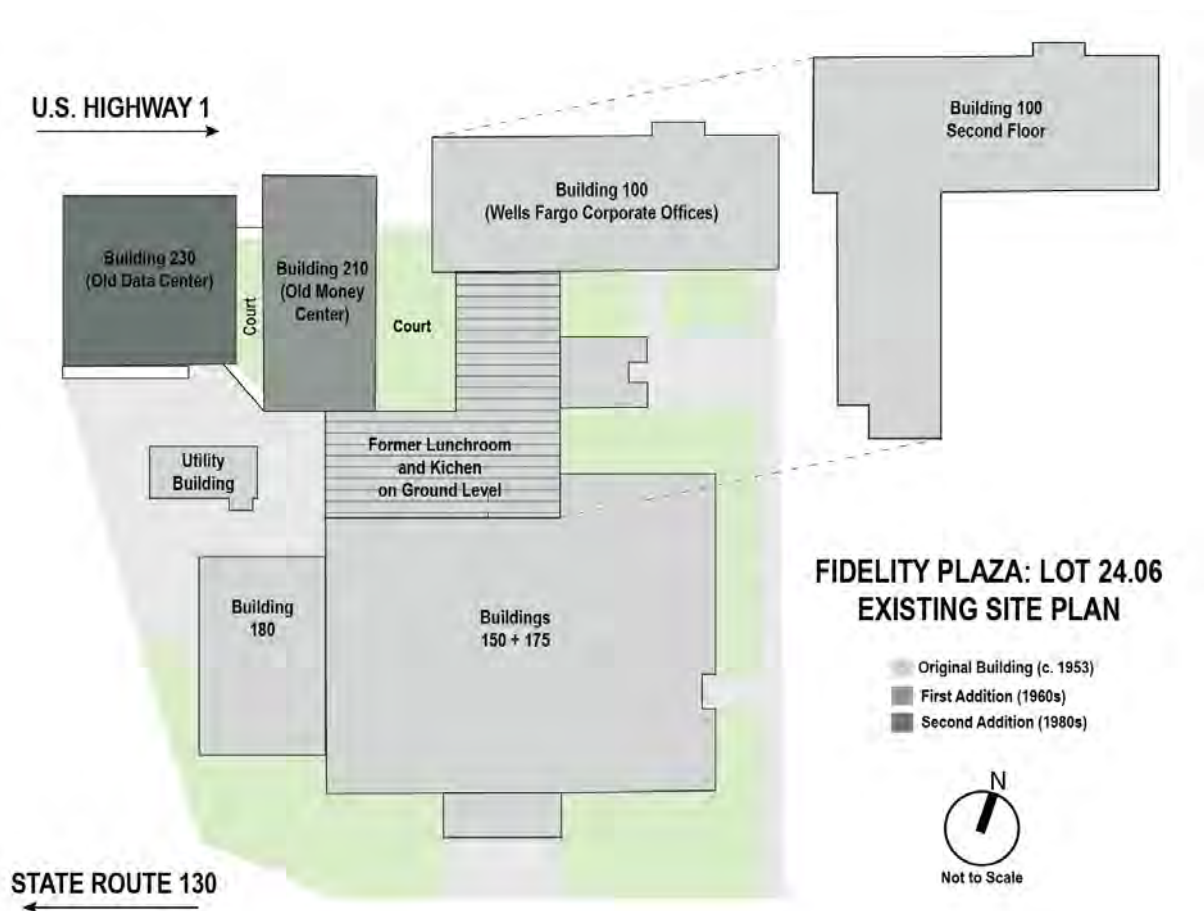 U.S. HIGHWAY 1
Building 100
Second Floor
Building 100
(Wells Fargo Corporate Offices)
Building 230
(Old Data Center)
Building 210
(Old Money
Center)
Court
Court
Former Lunchroom
and Kichen
on Ground Level
Utility
Building
Building
180
Buildings
150 + 175
FIDELITY PLAZA: LOT 24.06
EXISTING SITE PLAN
Original Building (c. 1953)
First Addition (1960s)
Second Addition (1980s)
N
Not to Scale
STATE ROUTE 130